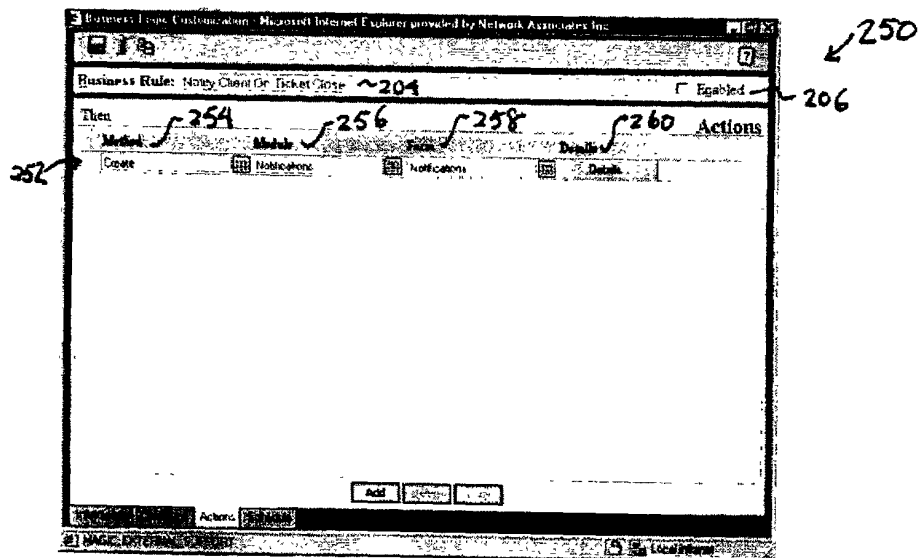 Business Logic Customization - Microsoft Internet Explorer provided by Network Associates Inc
250
Business Rule: Notify Client On Ticket Close ~204
Enabled
206
Then 254 256 258 260 Actions
Method Module Form Details
252 Create Notifications Notifications Details
Add
Actions
Local intranet